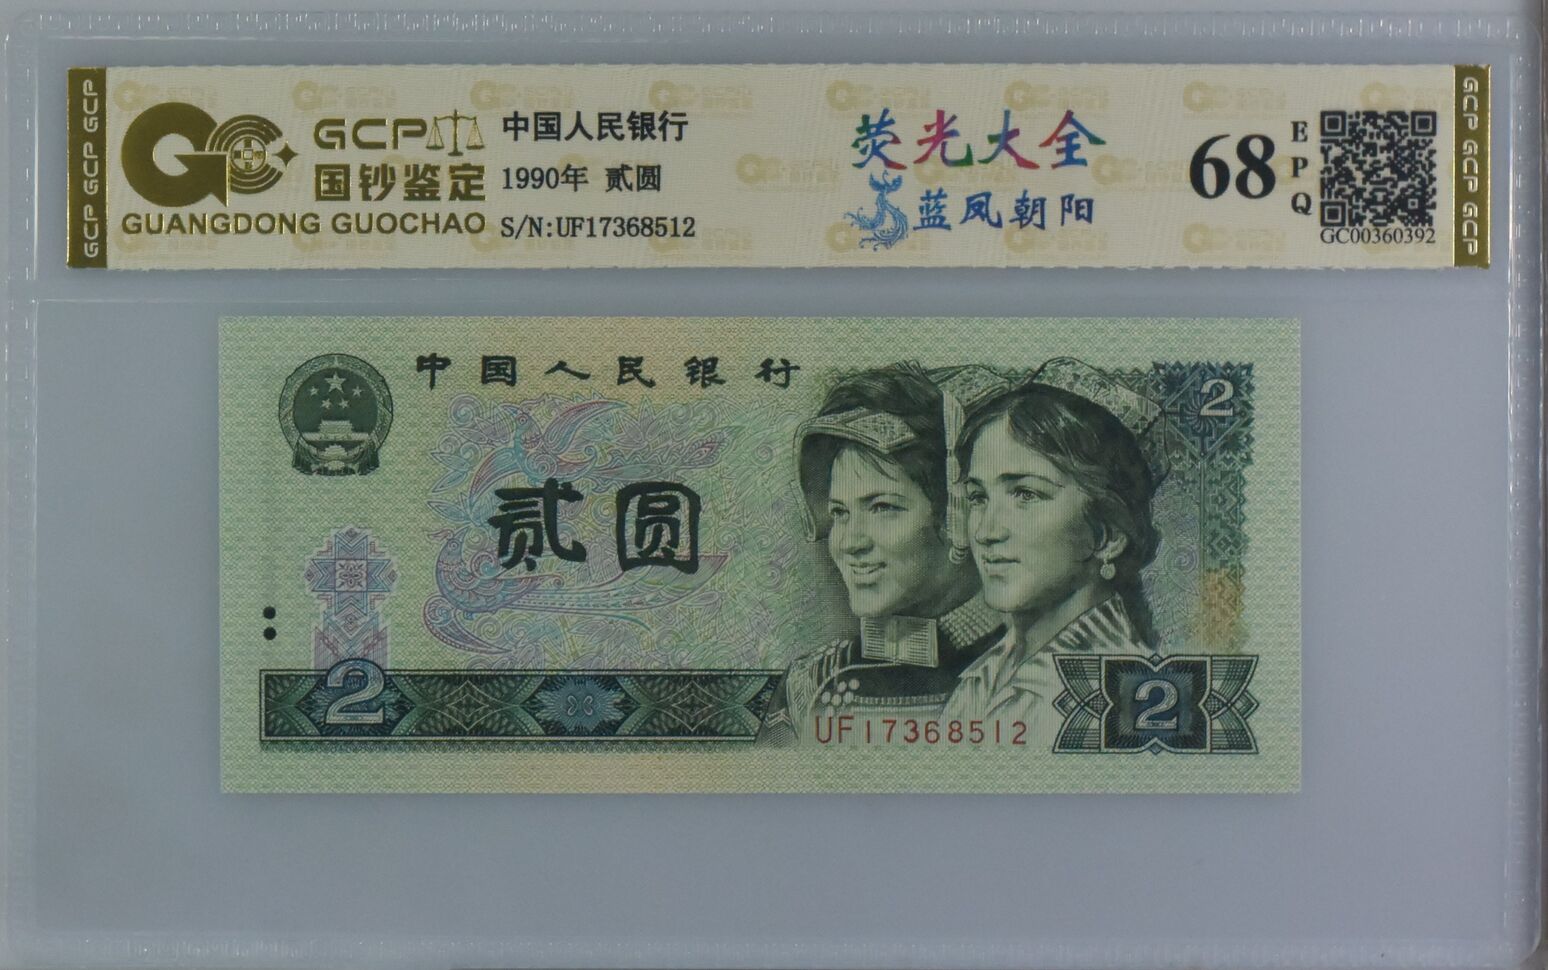 GCP GCP GCP
GCP
国钞鉴定
GUANGDONG GUOCHAO
中国人民银行
1990年 贰圆
S/N:UF17368512
荧光大全
蓝凤朝阳
68
EPQ
GC00360392
GCP GCP GCP
中国人民银行
2
贰圆
2
UF17368512
2